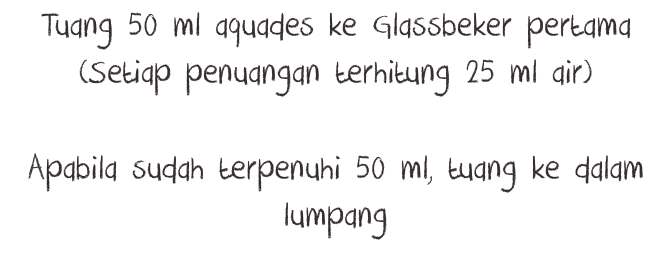 Tuang 50 ml aquades ke Glassbeker pertama
(Setiap penuangan terhitung 25 ml air)
Apabila sudah terpenuhi 50 ml, tuang ke dalam
lumpang